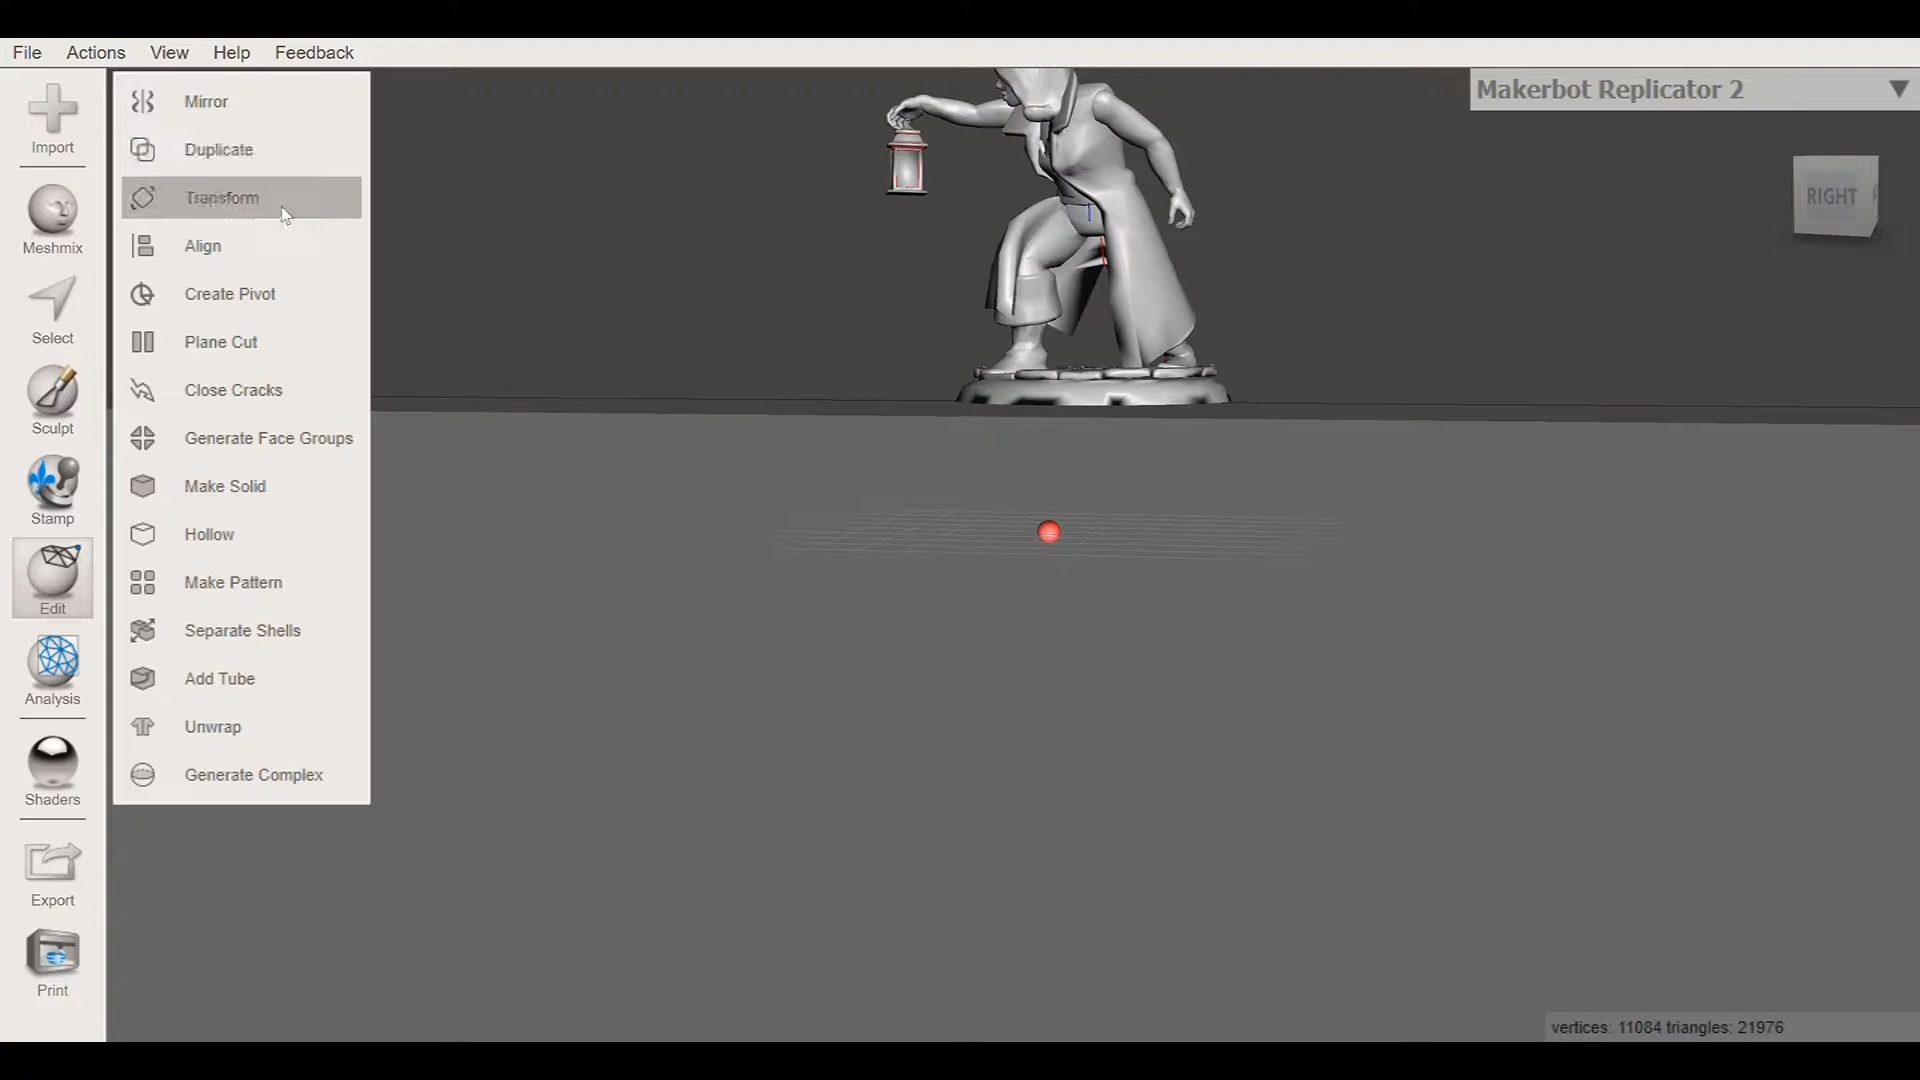 File Actions View Help Feedback
Import
Meshmix
Select
Sculpt
Stamp
Edit
Analysis
Shaders
Export
Print
Mirror
Duplicate
Transform
Align
Create Pivot
Plane Cut
Close Cracks
Generate Face Groups
Make Solid
Hollow
Make Pattern
Separate Shells
Add Tube
Unwrap
Generate Complex
Makerbot Replicator 2
RIGHT
vertices: 11084 triangles: 21976